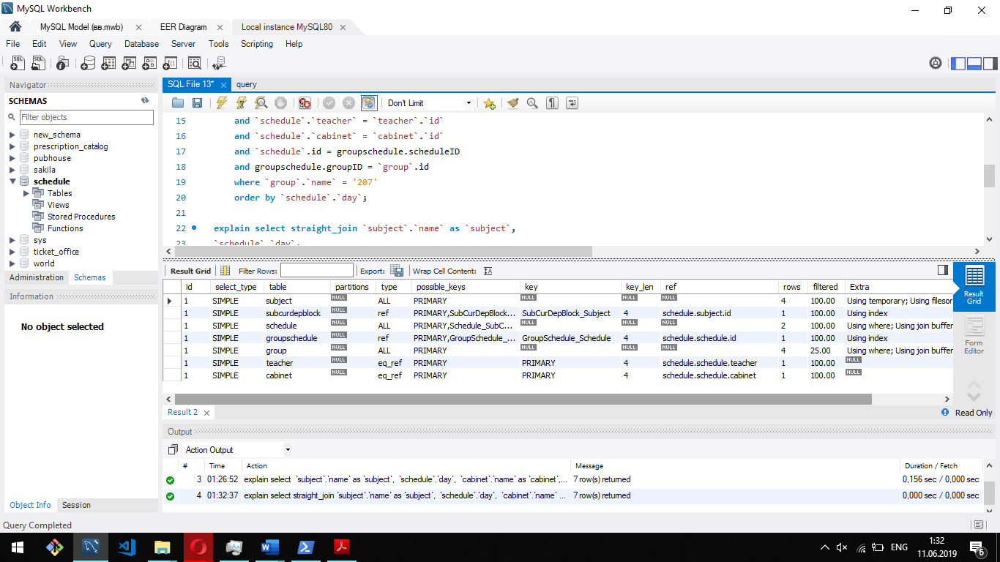 MySQL Workbench
MySQL Model (вв.mwb) EER Diagram Local instance MySQL80
File Edit View Query Database Server Tools Scripting Help
Navigator
SCHEMAS
Filter objects
new_schema
prescription_catalog
pubhouse
sakila
schedule
Tables
Views
Stored Procedures
Functions
sys
ticket_office
world
Administration Schemas
Information
No object selected
Object Info Session
SQL File 13* query
Don't Limit
15 and `schedule`.`teacher` = `teacher`.`id`
16 and `schedule`.`cabinet` = `cabinet`.`id`
17 and `schedule`.id = groupschedule.scheduleID
18 and groupschedule.groupID = `group`.id
19 where `group`.`name` = '207'
20 order by `schedule`.`day`;
21
22 explain select straight_join `subject`.`name` as `subject`,
23 `schedule`.`day`,
Result Grid Filter Rows: Export: Wrap Cell Content: IA
id select_type table partitions type possible_keys key key_len ref rows filtered Extra
1 SIMPLE subject NULL ALL PRIMARY NULL NULL NULL 4 100.00 Using temporary; Using filesor
1 SIMPLE subcurdepblock NULL ref PRIMARY,SubCurDepBlock... SubCurDepBlock_Subject 4 schedule.subject.id 1 100.00 Using index
1 SIMPLE schedule NULL ALL PRIMARY,Schedule_SubC... NULL NULL NULL 2 100.00 Using where; Using join buffer
1 SIMPLE groupschedule NULL ref PRIMARY,GroupSchedule_... GroupSchedule_Schedule 4 schedule.schedule.id 1 100.00 Using index
1 SIMPLE group NULL ALL PRIMARY NULL NULL NULL 4 25.00 Using where; Using join buffer
1 SIMPLE teacher NULL eq_ref PRIMARY PRIMARY 4 schedule.schedule.teacher 1 100.00 NULL
1 SIMPLE cabinet NULL eq_ref PRIMARY PRIMARY 4 schedule.schedule.cabinet 1 100.00 NULL
Result Grid
Form Editor
Result 2
Read Only
Output
Action Output
# Time Action Message Duration / Fetch
3 01:26:52 explain select `subject`.`name` as `subject`, `schedule`.`day`, `cabinet`.`name` as `cabinet`,... 7 row(s) returned 0,156 sec / 0,000 sec
4 01:32:37 explain select straight_join `subject`.`name` as `subject`, `schedule`.`day`, `cabinet`.`name` ... 7 row(s) returned 0,000 sec / 0,000 sec
Query Completed
ENG
1:32
11.06.2019
6